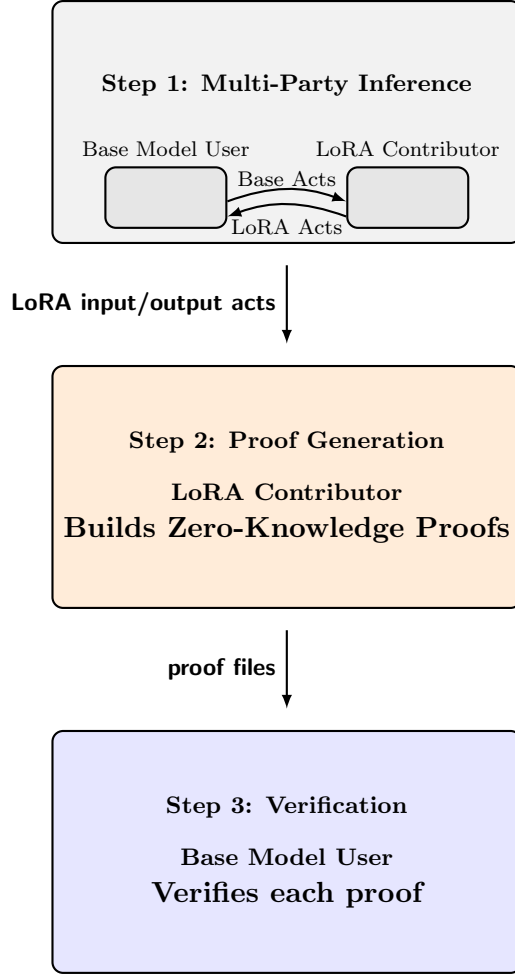 Step 1: Multi-Party Inference
Base Model User
LoRA Contributor
Base Acts
LoRA Acts
LoRA input/output acts
Step 2: Proof Generation
LoRA Contributor
Builds Zero-Knowledge Proofs
proof files
Step 3: Verification
Base Model User
Verifies each proof